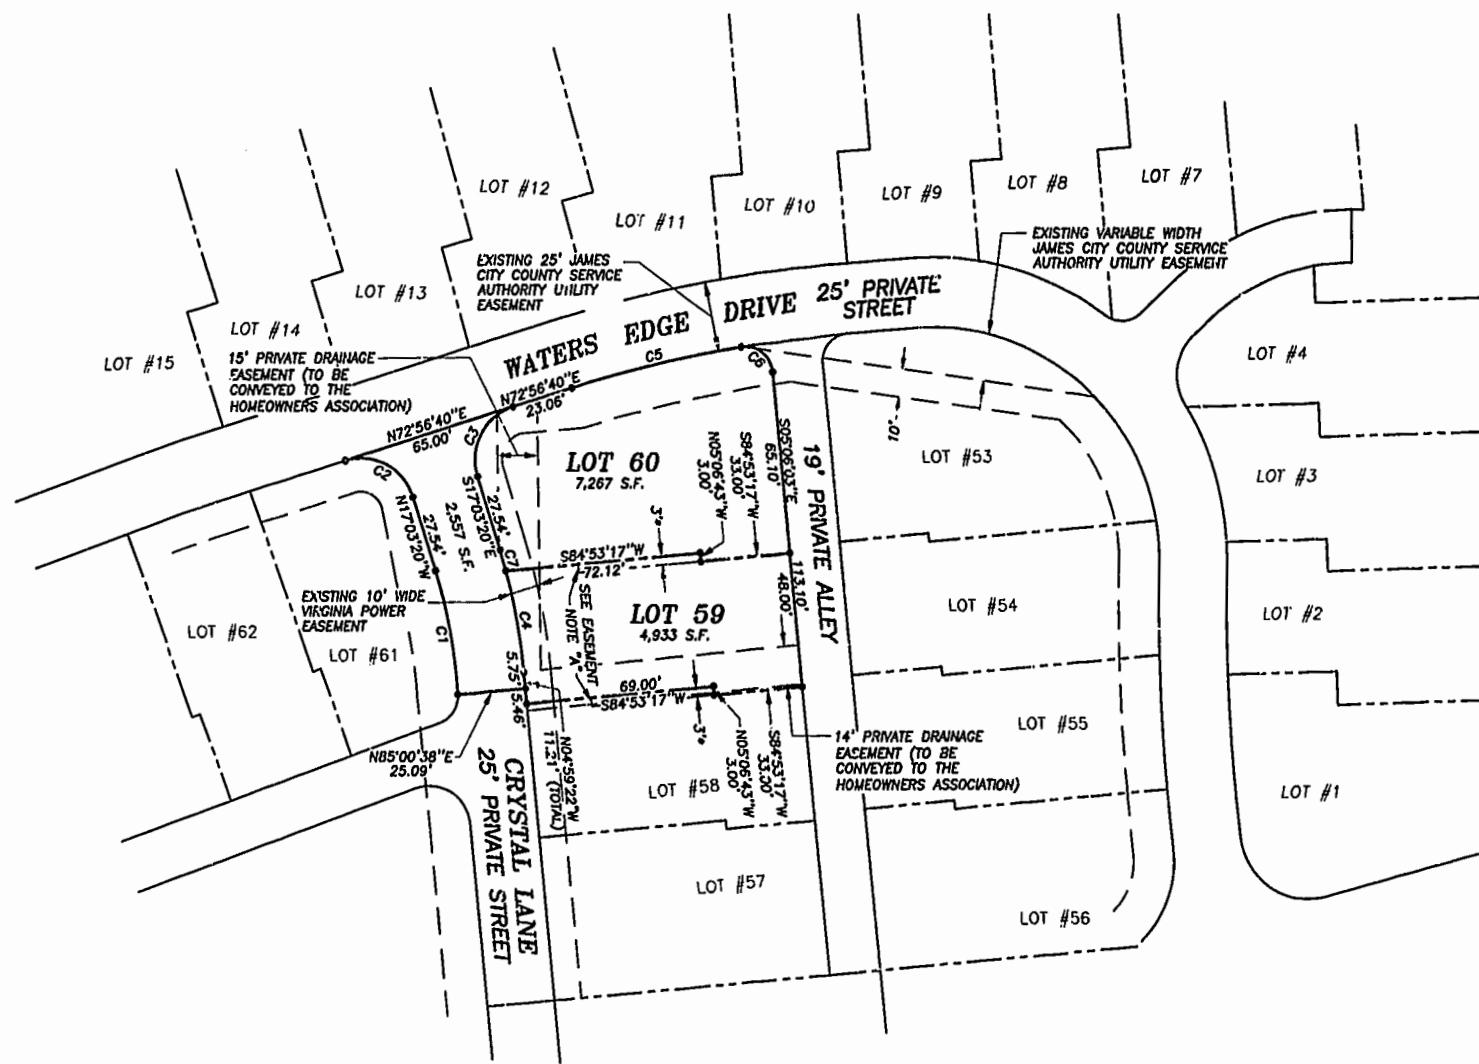 LOT #12
LOT #11
LOT #10
LOT #9
LOT #8
LOT #7
LOT #13
LOT #14
LOT #15
EXISTING 25' JAMES
CITY COUNTY SERVICE
AUTHORITY UTILITY
EASEMENT
EXISTING VARIABLE WIDTH
JAMES CITY COUNTY SERVICE
AUTHORITY UTILITY EASEMENT
WATERS EDGE DRIVE 25' PRIVATE
STREET
15' PRIVATE DRAINAGE
EASEMENT (TO BE
CONVEYED TO THE
HOMEOWNERS ASSOCIATION)
N72°56'40"E
65.00'
N72°56'40"E
23.06'
C5
C6
C3
C2
LOT 60
7,267 S.F.
N05°06'43"W
3.00'
S84°53'17"W
33.00'
S05°06'03"E
65.10'
19' PRIVATE ALLEY
10'
LOT #53
LOT #4
LOT #3
N17°03'20"W
27.54'
2,557 S.F.
S17°03'20"E
27.54'
C7
S84°53'17"W
72.12'
3'*
113.10'
48.00'
EXISTING 10' WIDE
VIRGINIA POWER
EASEMENT
SEE EASEMENT
NOTE "A"
LOT 59
4,933 S.F.
LOT #54
LOT #2
LOT #62
LOT #61
C1
C4
5.75'
5.46'
69.00'
S84°53'17"W
3'*
N85°00'38"E
25.09'
N04°59'22"W
11.21' (TOTAL)
N05°06'43"W
3.00'
S84°53'17"W
33.00'
14' PRIVATE DRAINAGE
EASEMENT (TO BE
CONVEYED TO THE
HOMEOWNERS ASSOCIATION)
LOT #55
LOT #58
LOT #1
CRYSTAL LANE
25' PRIVATE STREET
LOT #57
LOT #56